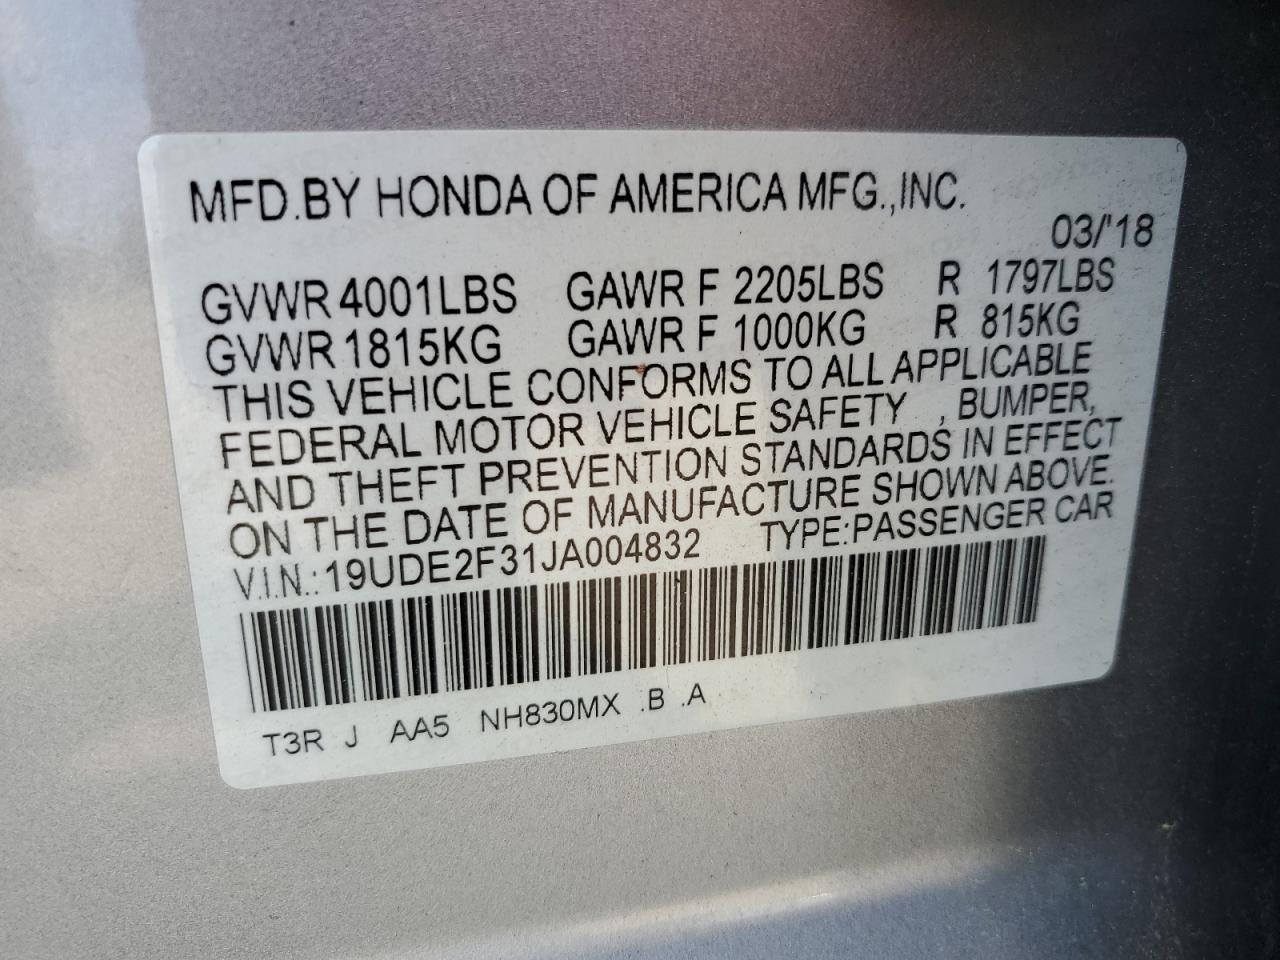 MFD.BY HONDA OF AMERICA MFG.,INC.
03/'18
GVWR 4001LBS GAWR F 2205LBS R 1797LBS
GVWR 1815KG GAWR F 1000KG R 815KG
THIS VEHICLE CONFORMS TO ALL APPLICABLE
FEDERAL MOTOR VEHICLE SAFETY , BUMPER,
AND THEFT PREVENTION STANDARDS IN EFFECT
ON THE DATE OF MANUFACTURE SHOWN ABOVE.
V.I.N.: 19UDE2F31JA004832 TYPE:PASSENGER CAR
T3R J AA5 NH830MX .B .A